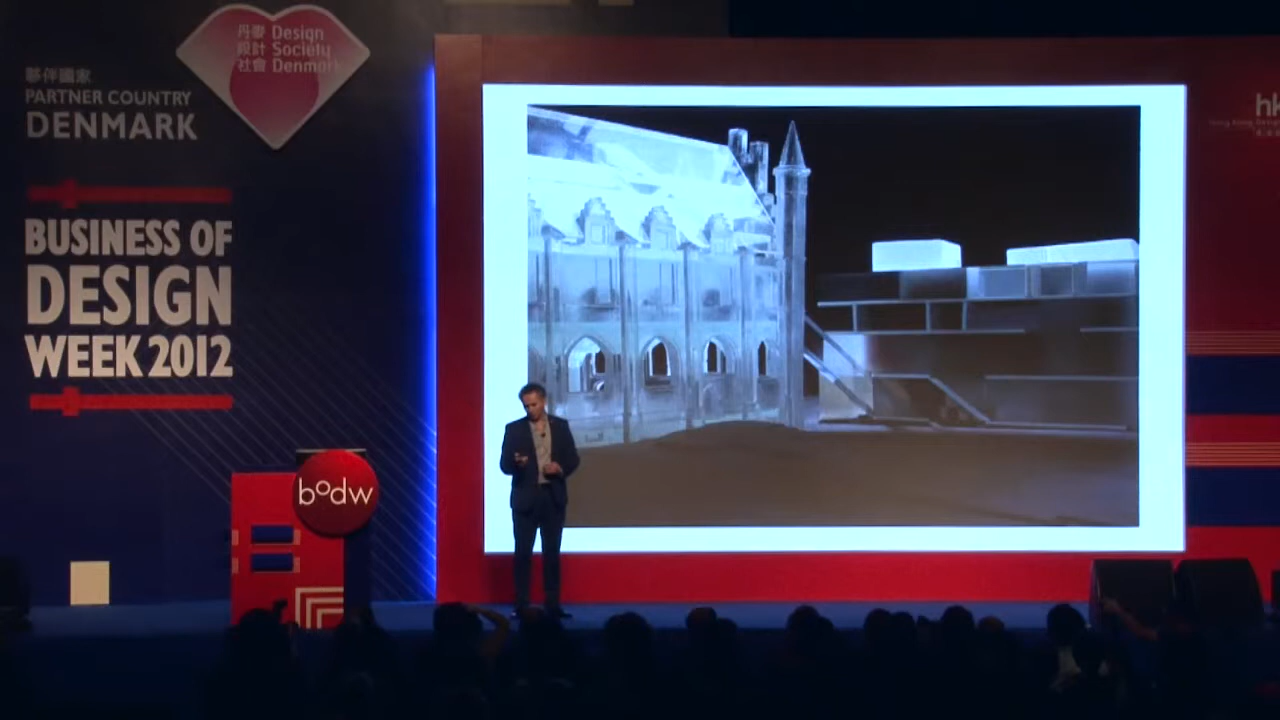 丹麥 Design
設計 Society
社會 Denmark
夥伴國家
PARTNER COUNTRY
DENMARK
BUSINESS OF
DESIGN
WEEK 2012
bodw